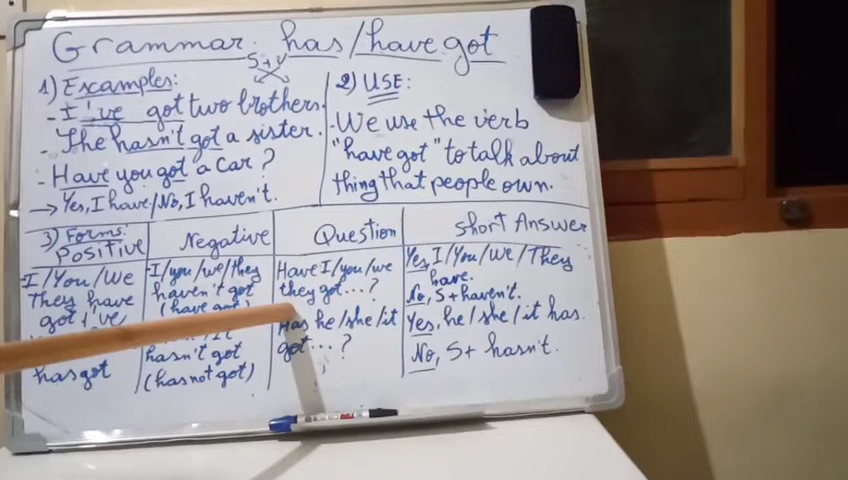 Grammar: has/have got
S+V
1) Examples:
- I've got two brothers.
- She hasn't got a sister.
- Have you got a car?
→ Yes, I have/No, I haven't.
2) USE:
- We use the verb
"have got" to talk about
thing that people own.
3) Forms:
Positive
I/You/We
They have
got I've
has got
Negative
I/you/we/they
haven't got
(have
hasn't got
(has not got)
Question
Have I/you/we
they got...?
Has he/she/it
got...?
Short Answer
Yes I/You/We/They
have.
No, S+haven't.
Yes, he/she/it has.
No, S+ hasn't.